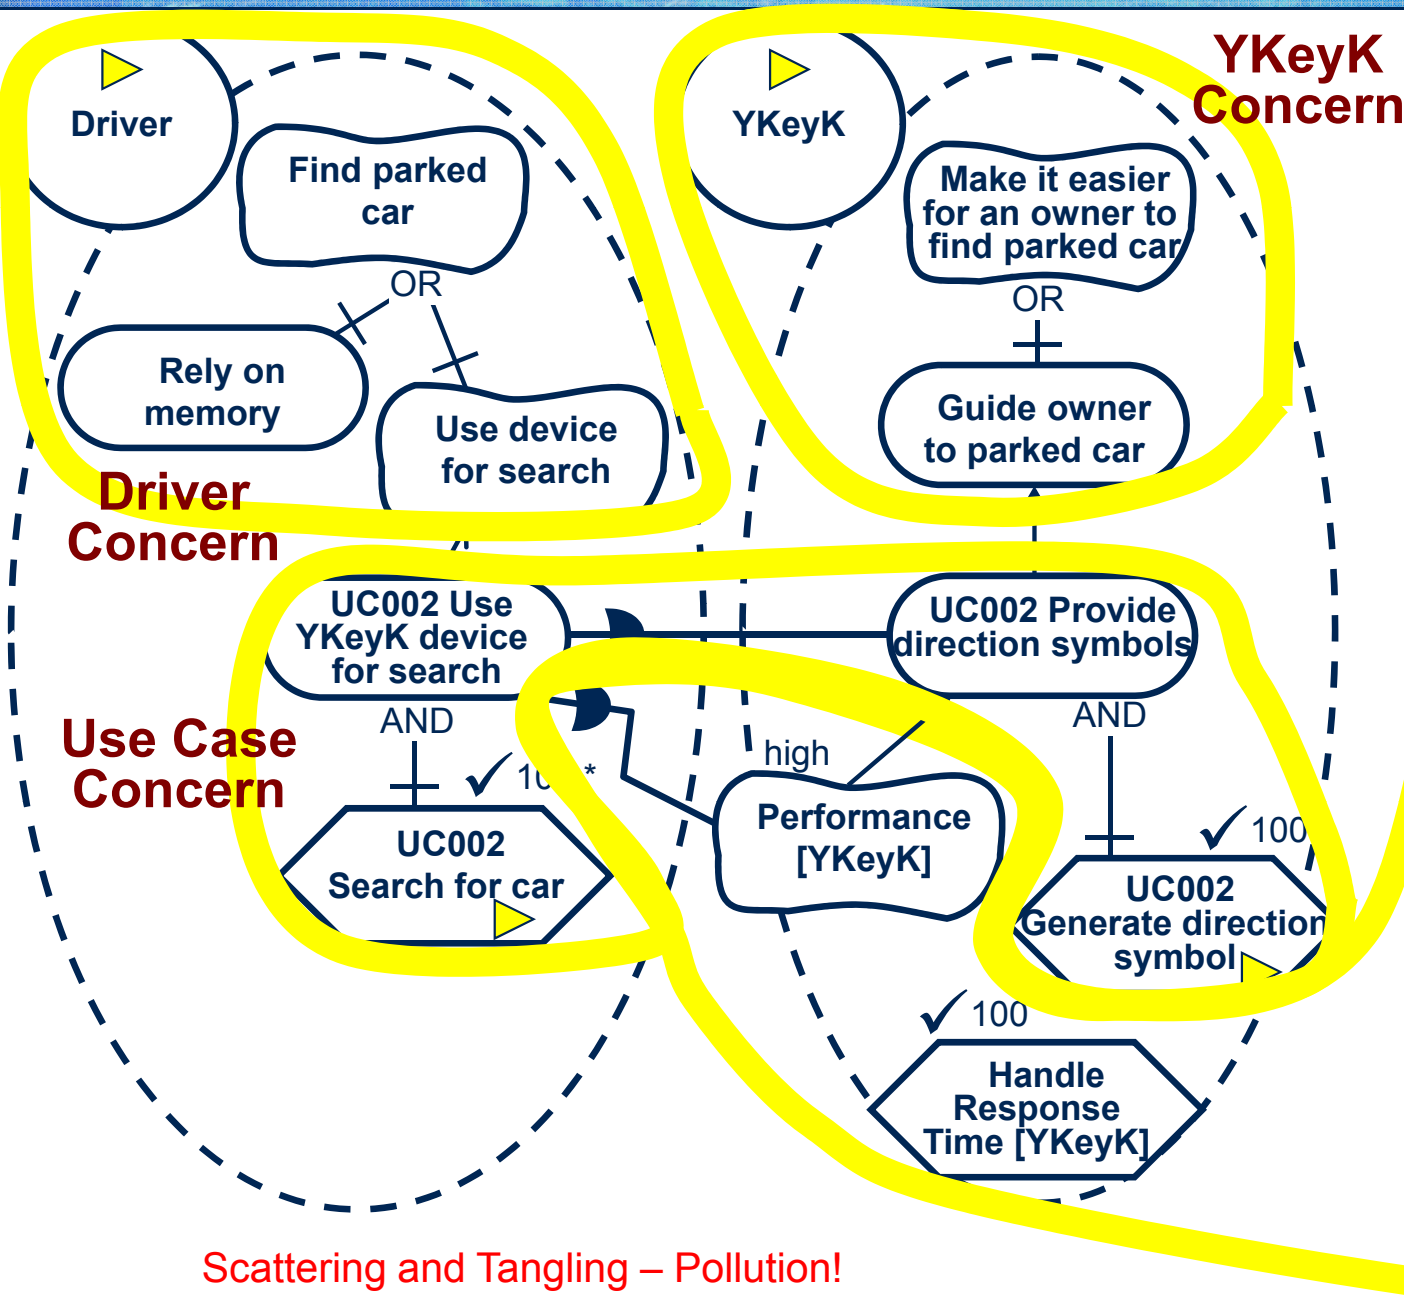 YKeyK
Concern
Driver
YKeyK
Find parked
car
Make it easier
for an owner to
find parked car
OR
OR
Rely on
memory
Use device
for search
Guide owner
to parked car
Driver
Concern
UC002 Use
YKeyK device
for search
UC002 Provide
direction symbols
AND
AND
Use Case
Concern
high
*
100
Performance
[YKeyK]
UC002
Search for car
UC002
Generate direction
symbol
100
Handle
Response
Time [YKeyK]
Scattering and Tangling – Pollution!